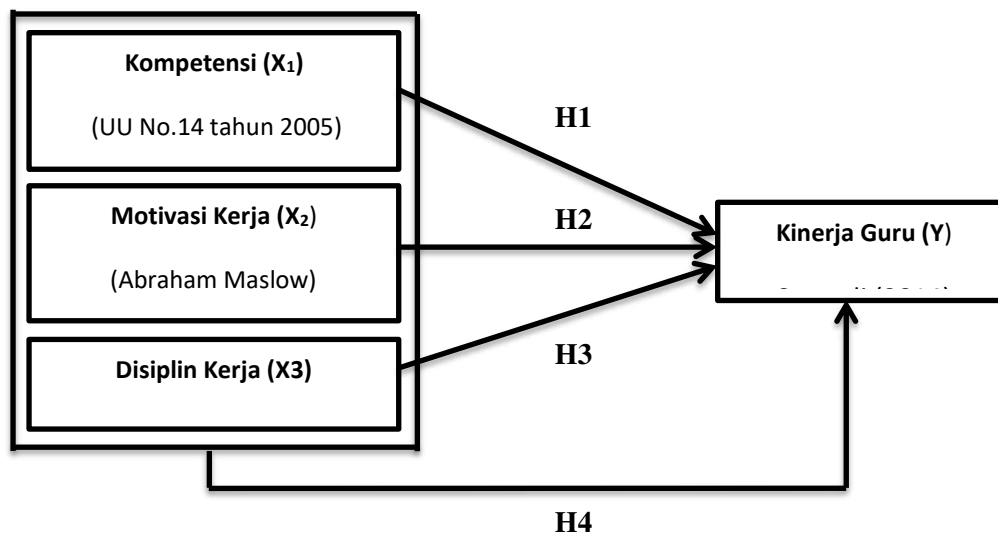 Kompetensi (X₁)
(UU No.14 tahun 2005)
H1
Motivasi Kerja (X₂)
(Abraham Maslow)
H2
Kinerja Guru (Y)
Disiplin Kerja (X3)
H3
H4